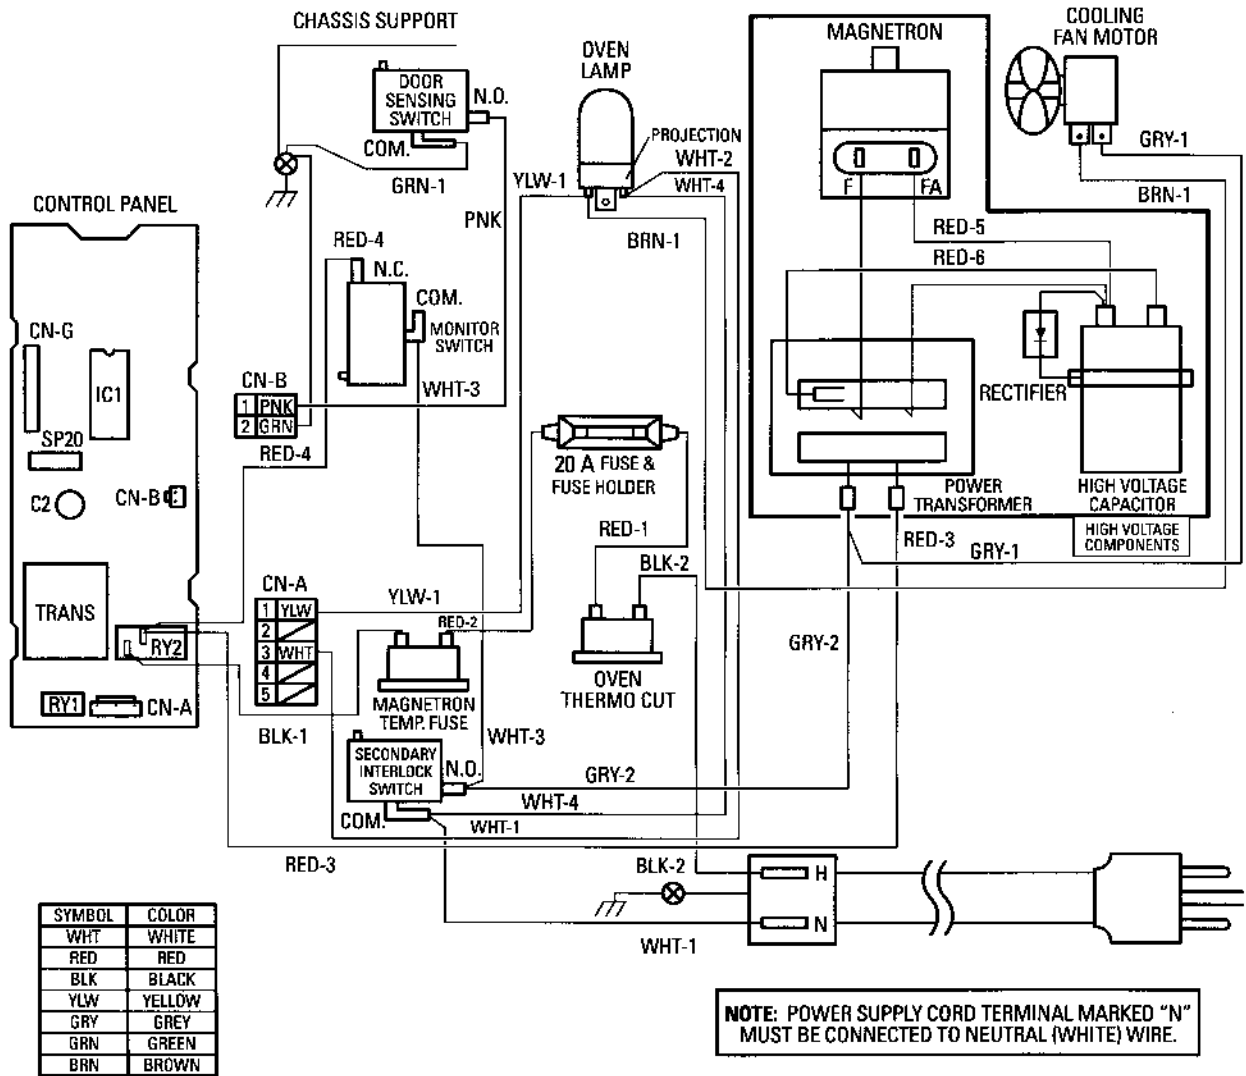 CHASSIS SUPPORT
DOOR
SENSING
SWITCH
N.O.
COM.
GRN-1
PNK
OVEN
LAMP
PROJECTION
WHT-2
WHT-4
YLW-1
BRN-1
MAGNETRON
F
FA
COOLING
FAN MOTOR
GRY-1
BRN-1
RED-5
RED-6
CONTROL PANEL
RED-4
N.C.
COM.
MONITOR
SWITCH
WHT-3
CN-G
IC1
CN-B
1 PNK
2 GRN
RED-4
SP20
C2
CN-B
20 A FUSE &
FUSE HOLDER
RECTIFIER
POWER
TRANSFORMER
HIGH VOLTAGE
CAPACITOR
HIGH VOLTAGE
COMPONENTS
RED-1
BLK-2
RED-3
GRY-1
TRANS
RY2
RY1
CN-A
CN-A
1 YLW
2
3 WHT
4
5
YLW-1
RED-2
MAGNETRON
TEMP. FUSE
OVEN
THERMO CUT
GRY-2
BLK-1
WHT-3
SECONDARY
INTERLOCK
SWITCH
N.O.
COM.
GRY-2
WHT-4
WHT-1
RED-3
BLK-2
H
N
WHT-1
SYMBOL COLOR
WHT WHITE
RED RED
BLK BLACK
YLW YELLOW
GRY GREY
GRN GREEN
BRN BROWN
NOTE: POWER SUPPLY CORD TERMINAL MARKED "N"
MUST BE CONNECTED TO NEUTRAL (WHITE) WIRE.